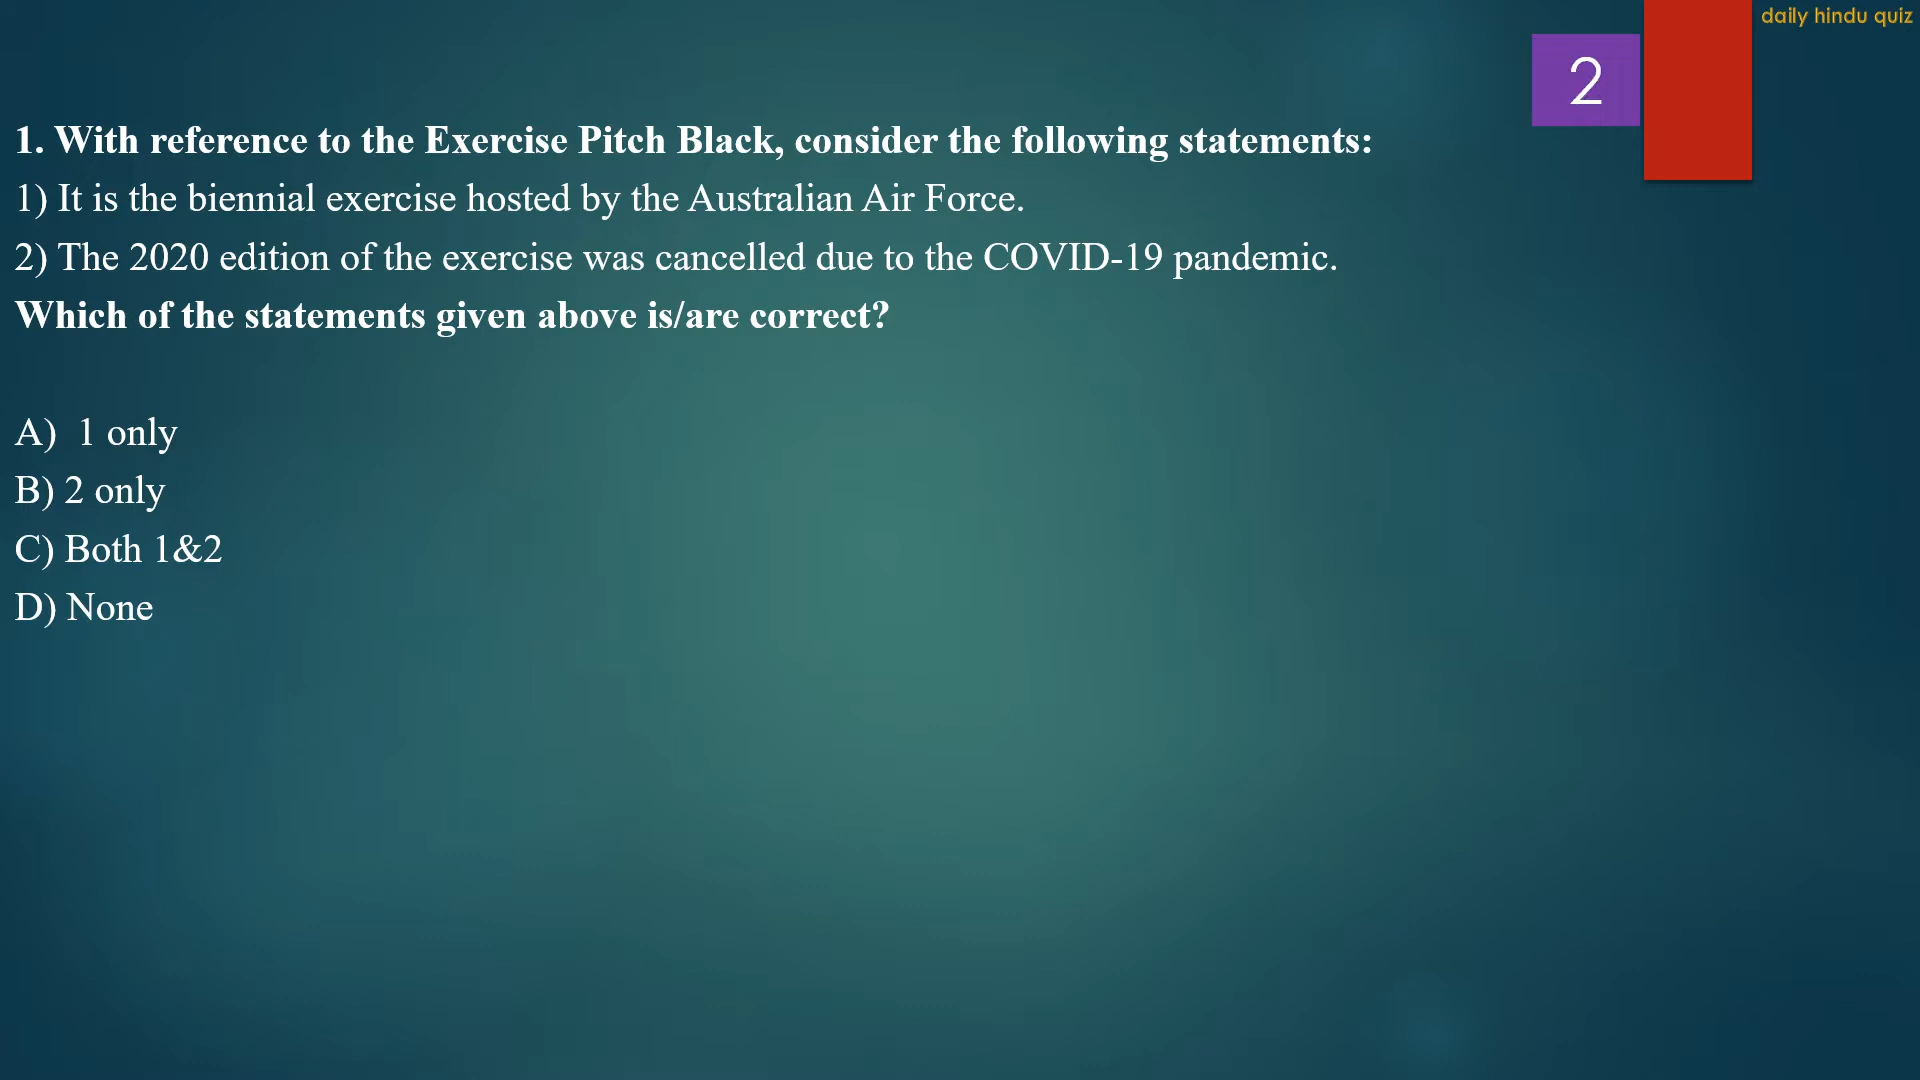 daily hindu quiz
2
1. With reference to the Exercise Pitch Black, consider the following statements:
1) It is the biennial exercise hosted by the Australian Air Force.
2) The 2020 edition of the exercise was cancelled due to the COVID-19 pandemic.
Which of the statements given above is/are correct?
A) 1 only
B) 2 only
C) Both 1&2
D) None